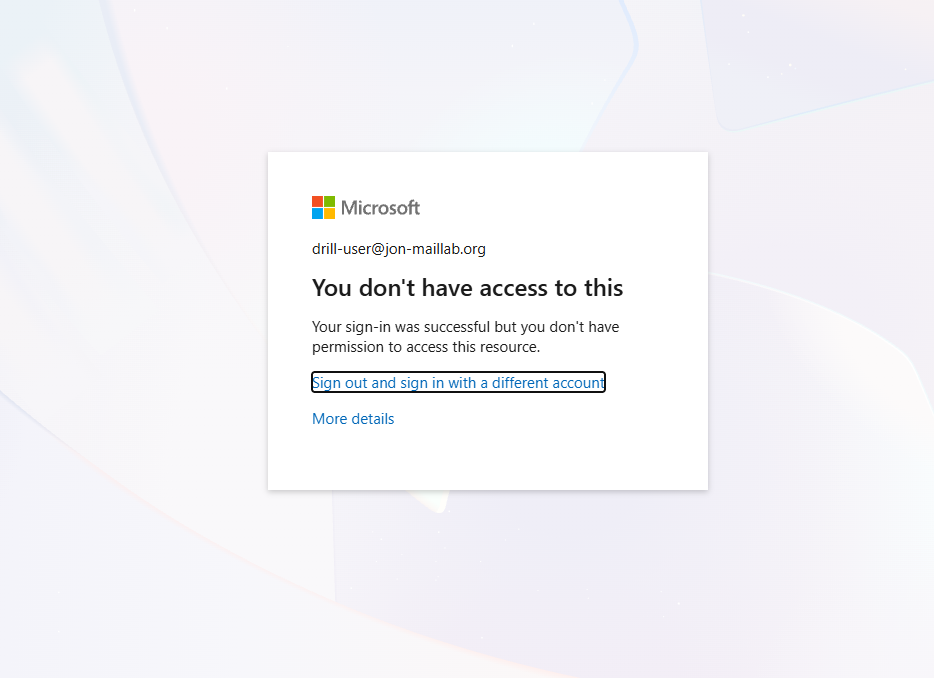 Microsoft
drill-user@jon-maillab.org
You don't have access to this
Your sign-in was successful but you don't have
permission to access this resource.
Sign out and sign in with a different account
More details